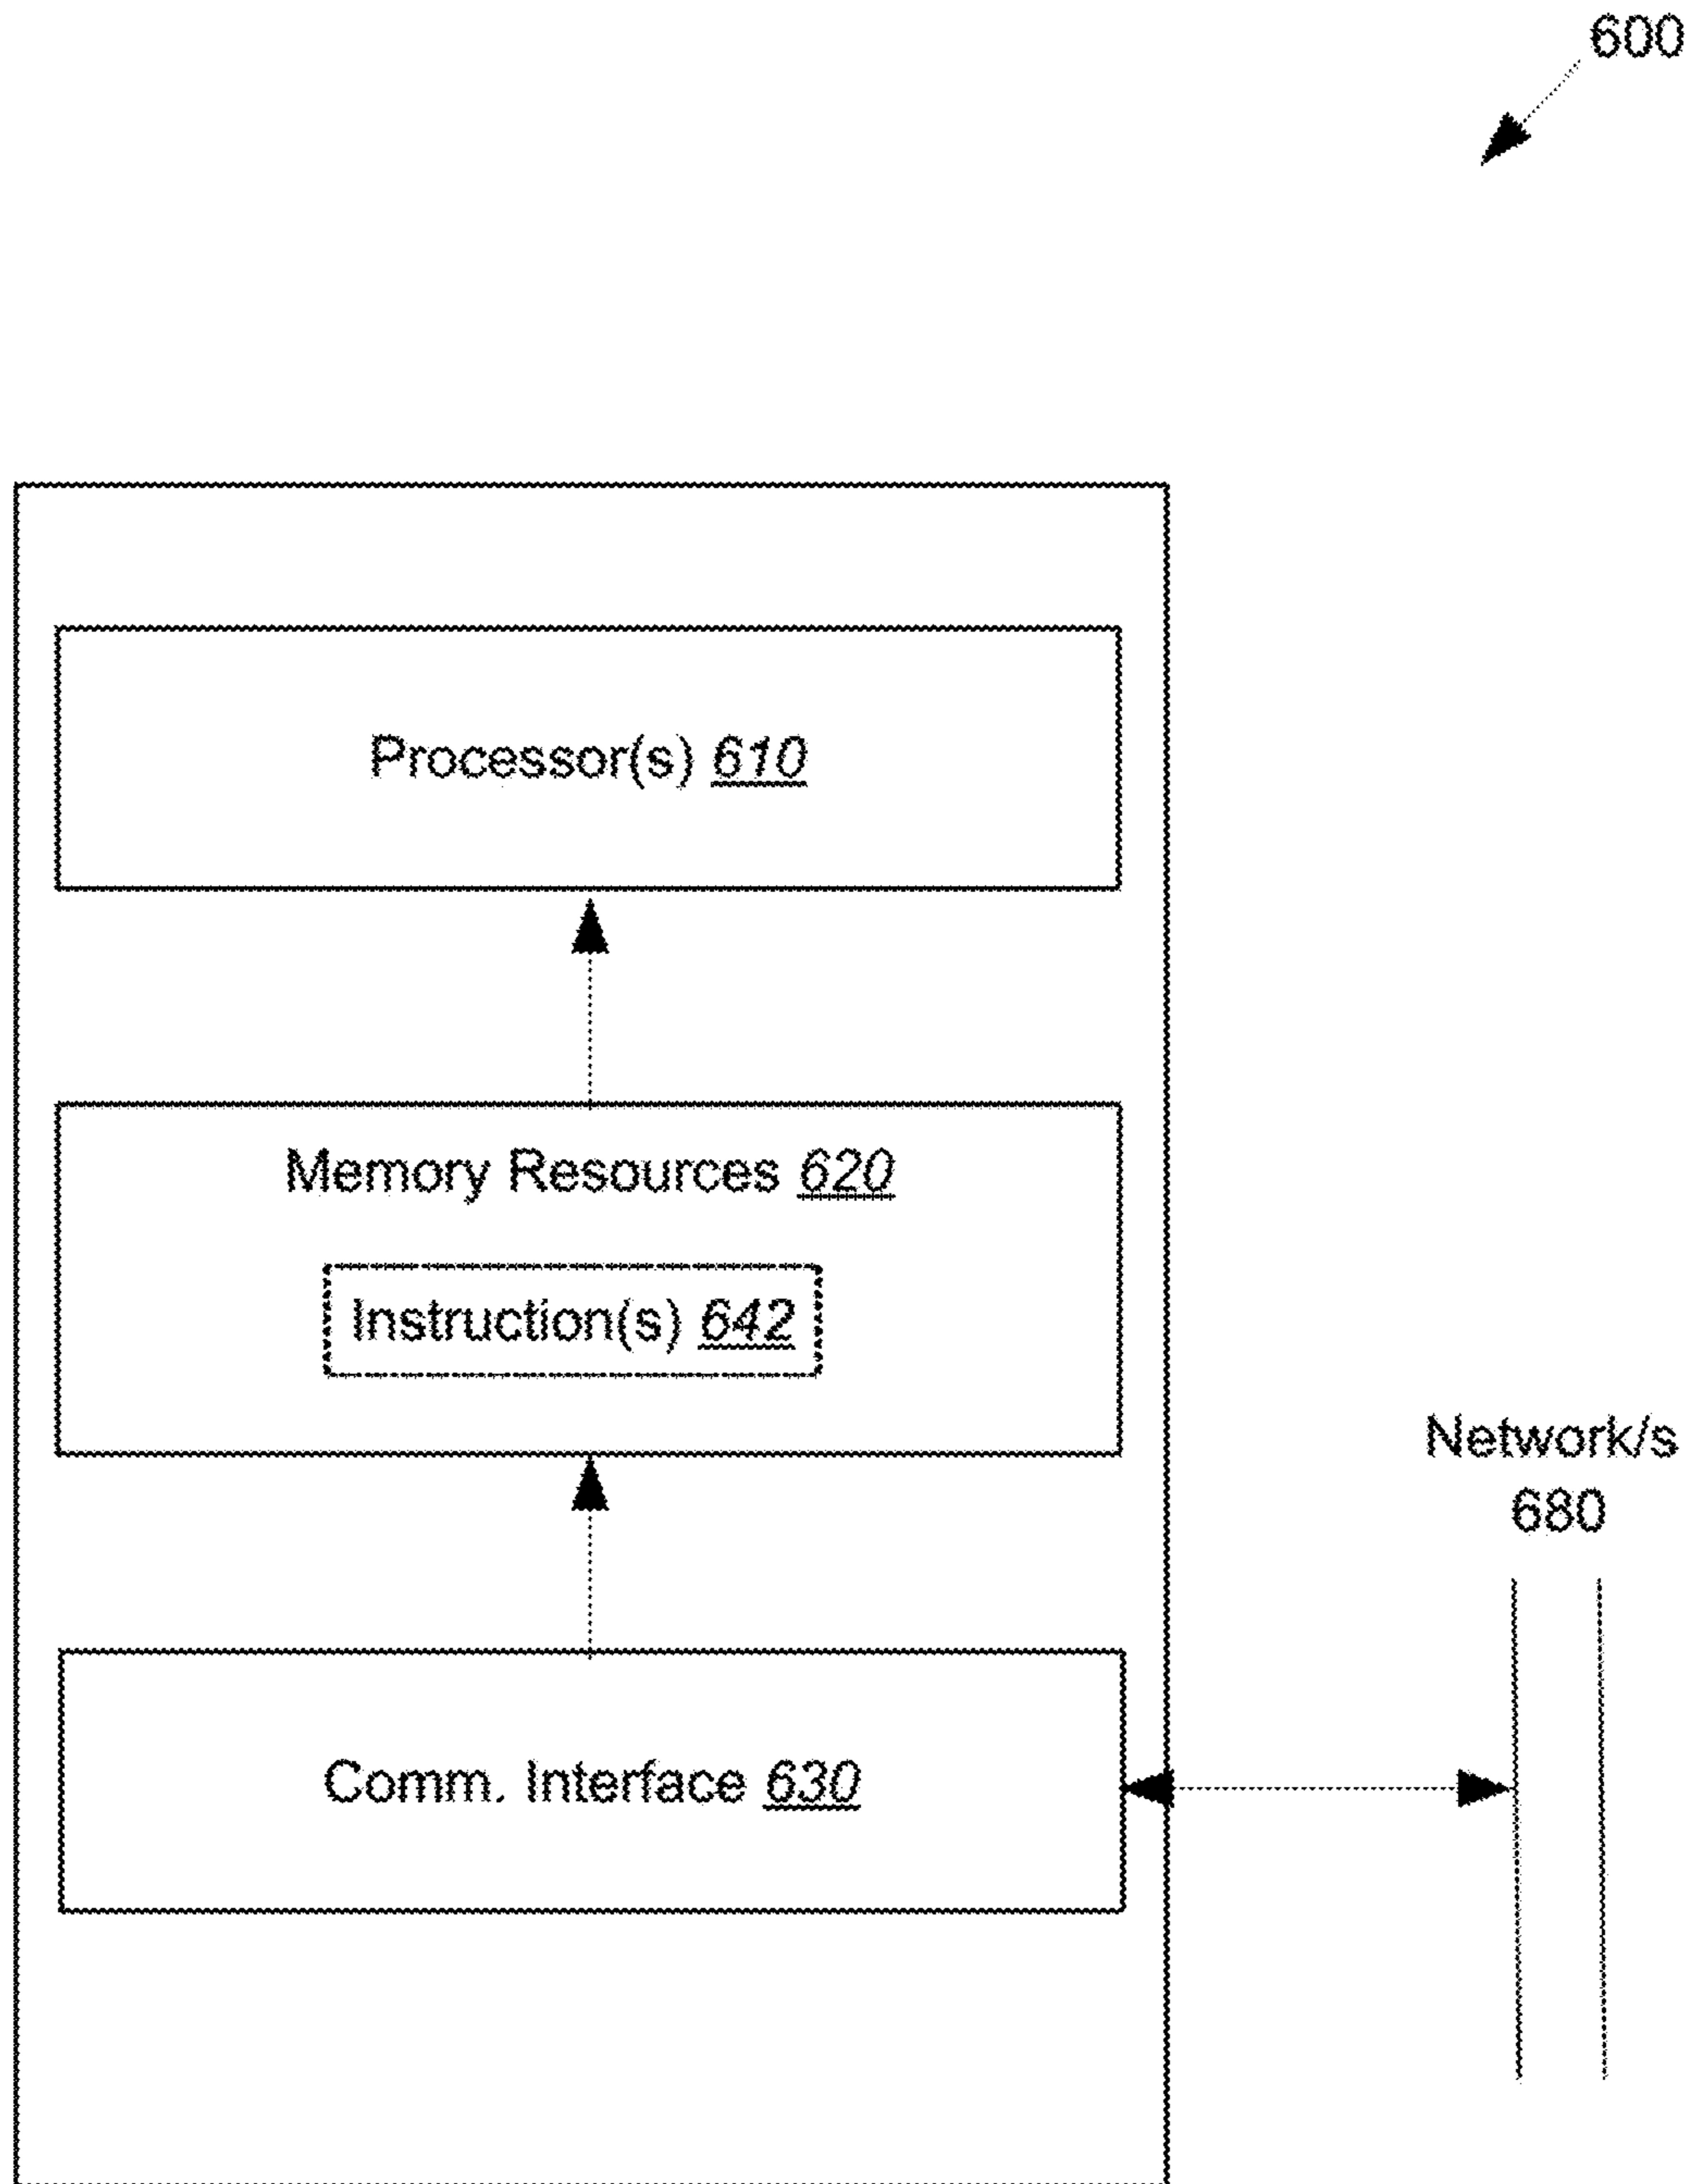 600
Processor(s) 610
Memory Resources 620
Instruction(s) 642
Network/s
680
Comm. Interface 630